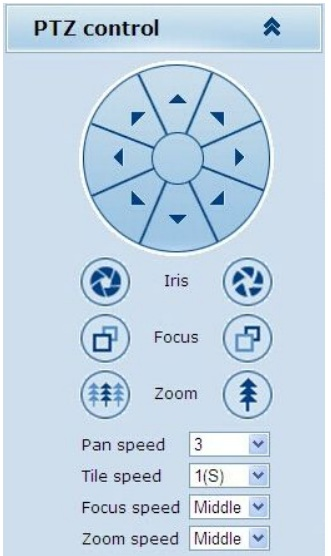 PTZ control
Iris
Focus
Zoom
Pan speed 3
Tile speed 1(S)
Focus speed Middle
Zoom speed Middle